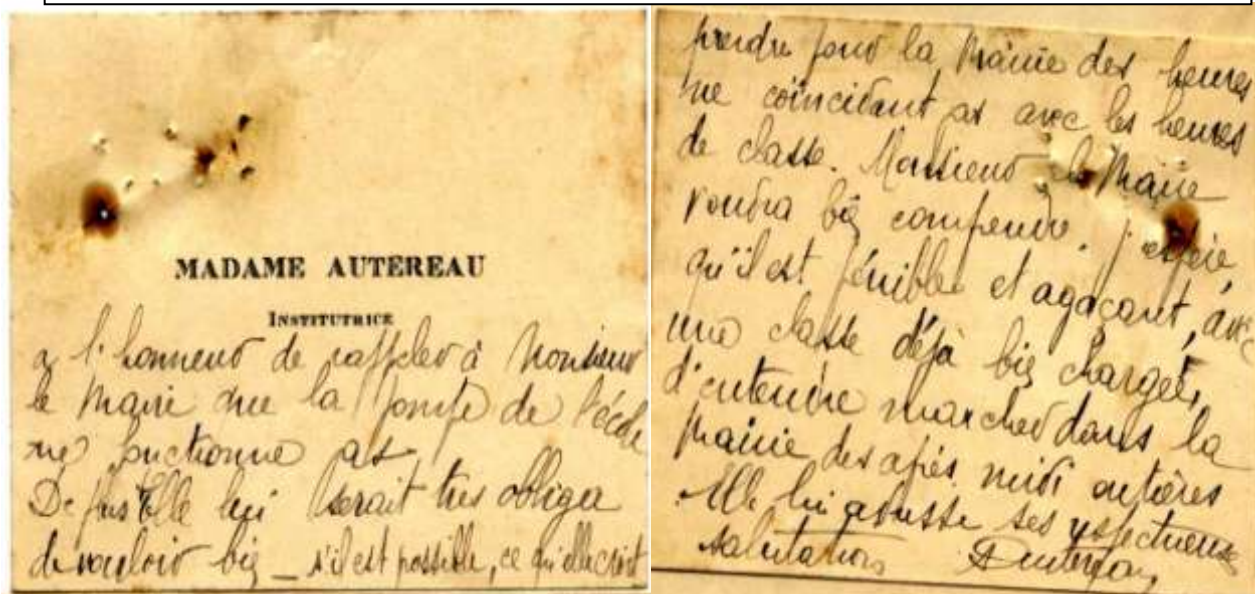 MADAME AUTEREAU
INSTITUTRICE
a l'honneur de rappeler à Monsieur
le Maire que la pompe de l'école
ne fonctionne pas
De plus Elle lui serait très obligée
de vouloir bien _ s'il est possible, ce qu'elle croit
prendre pour la Mairie des heures
ne coïncidant pas avec les heures
de classe. Monsieur le Maire
voudra bien comprendre, j'espère,
qu'il est pénible et agaçant, avec
une classe déjà bien chargée,
d'entendre marcher dans la
mairie des après midi entières
Elle lui adresse ses respectueuses
salutations Autereau